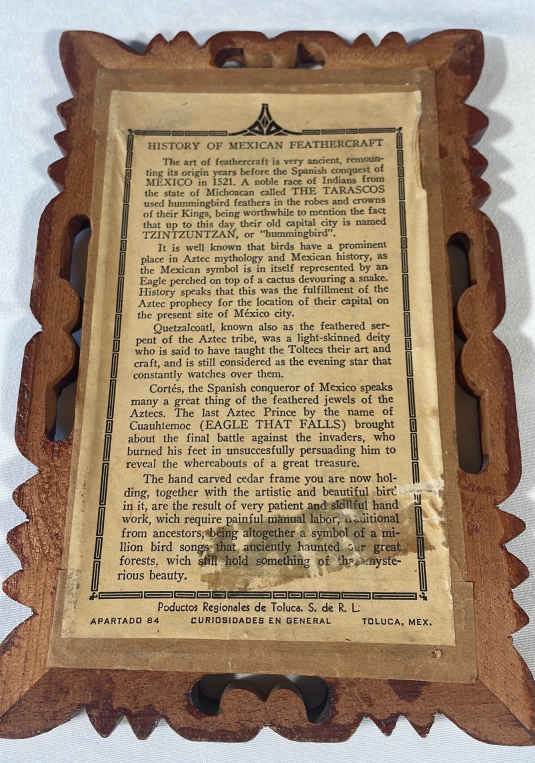 HISTORY OF MEXICAN FEATHERCRAFT
The art of feathercraft is very ancient, remoun-
ting its origin years before the Spanish conquest of
MEXICO in 1521. A noble race of Indians from
the state of Michoacan called THE TARASCOS
used hummingbird feathers in the robes and crowns
of their Kings, being worthwhile to mention the fact
that up to this day their old capital city is named
TZINTZUNTZAN, or "hummingbird".
It is well known that birds have a prominent
place in Aztec mythology and Mexican history, as
the Mexican symbol is in itself represented by an
Eagle perched on top of a cactus devouring a snake.
History speaks that this was the fulfillment of the
Aztec prophecy for the location of their capital on
the present site of México city.
Quetzalcoatl, known also as the feathered ser-
pent of the Aztec tribe, was a light-skinned deity
who is said to have taught the Toltecs their art and
craft, and is still considered as the evening star that
constantly watches over them.
Cortés, the Spanish conqueror of Mexico speaks
many a great thing of the feathered jewels of the
Aztecs. The last Aztec Prince by the name of
Cuauhtemoc (EAGLE THAT FALLS) brought
about the final battle against the invaders, who
burned his feet in unsuccesfully persuading him to
reveal the whereabouts of a great treasure.
The hand carved cedar frame you are now hol-
ding, together with the artistic and beautiful bird
in it, are the result of very patient and skillful hand
work, wich require painful manual labor, traditional
from ancestors, being altogether a symbol of a mi-
llion bird songs that anciently haunted great
forests, wich still hold something of the myste-
rious beauty.
Poductos Regionales de Toluca. S. de R. L.
APARTADO 84 CURIOSIDADES EN GENERAL TOLUCA, MEX.